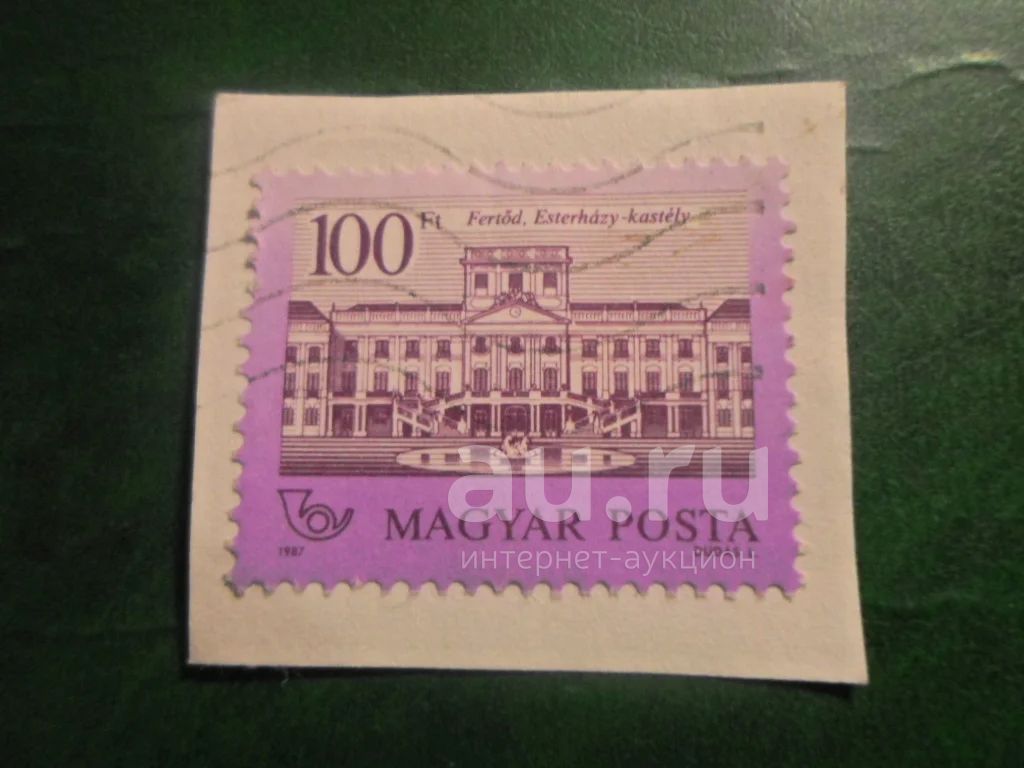 100 Ft Fertőd, Esterházy-kastély
MAGYAR POSTA
1987
au.ru
интернет-аукцион